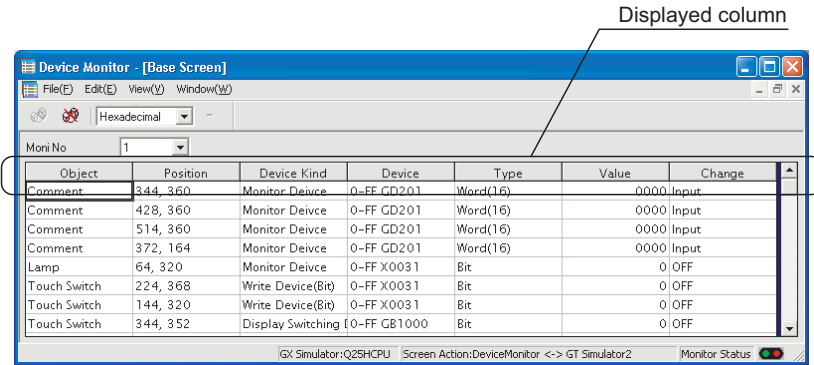 Displayed column
Device Monitor - [Base Screen]
File(F) Edit(E) View(V) Window(W)
Hexadecimal
Moni No 1
Object Position Device Kind Device Type Value Change
Comment 344, 360 Monitor Deivce 0-FF GD201 Word(16) 0000 Input
Comment 428, 360 Monitor Deivce 0-FF GD201 Word(16) 0000 Input
Comment 514, 360 Monitor Deivce 0-FF GD201 Word(16) 0000 Input
Comment 372, 164 Monitor Deivce 0-FF GD201 Word(16) 0000 Input
Lamp 64, 320 Monitor Deivce 0-FF X0031 Bit 0 OFF
Touch Switch 224, 368 Write Device(Bit) 0-FF X0031 Bit 0 OFF
Touch Switch 144, 320 Write Device(Bit) 0-FF X0031 Bit 0 OFF
Touch Switch 344, 352 Display Switching [ 0-FF GB1000 Bit 0 OFF
GX Simulator:Q25HCPU Screen Action:DeviceMonitor <-> GT Simulator2 Monitor Status